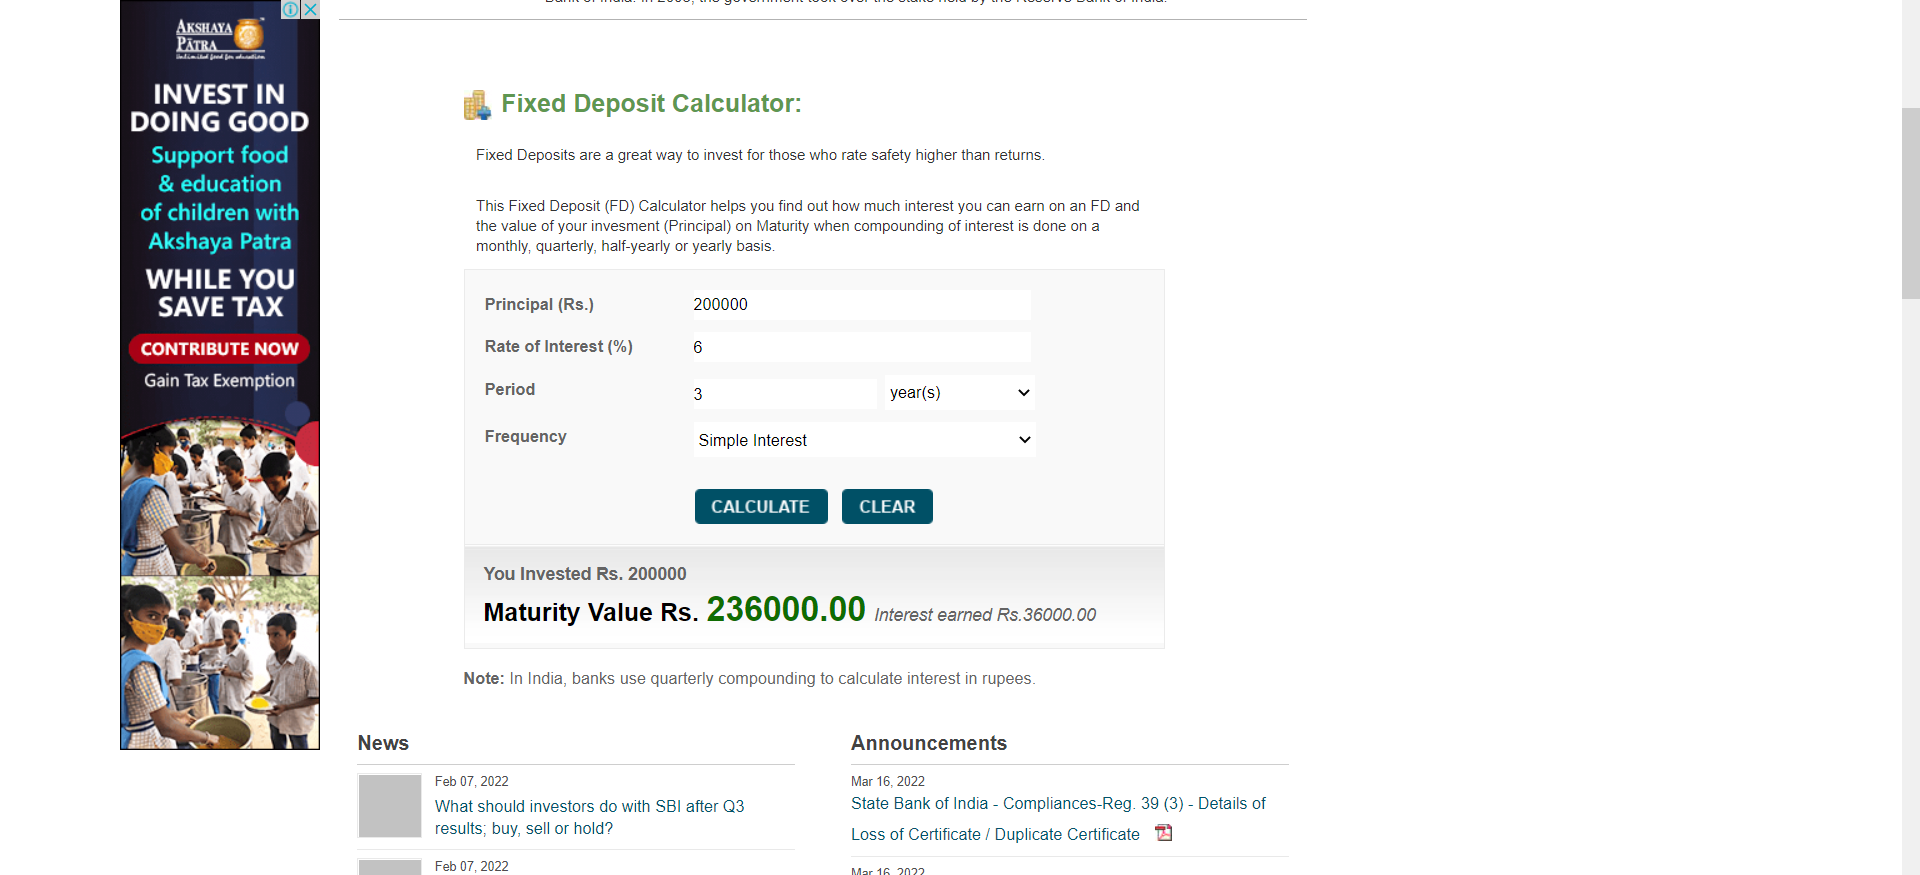 AKSHAYA
PĀTRA
Unlimited food for education
INVEST IN
DOING GOOD
Support food
& education
of children with
Akshaya Patra
WHILE YOU
SAVE TAX
CONTRIBUTE NOW
Gain Tax Exemption
Fixed Deposit Calculator:
Fixed Deposits are a great way to invest for those who rate safety higher than returns.
This Fixed Deposit (FD) Calculator helps you find out how much interest you can earn on an FD and
the value of your invesment (Principal) on Maturity when compounding of interest is done on a
monthly, quarterly, half-yearly or yearly basis.
Principal (Rs.) 200000
Rate of Interest (%) 6
Period 3 year(s)
Frequency Simple Interest
CALCULATE CLEAR
You Invested Rs. 200000
Maturity Value Rs. 236000.00 Interest earned Rs.36000.00
Note: In India, banks use quarterly compounding to calculate interest in rupees.
News
Feb 07, 2022
What should investors do with SBI after Q3
results; buy, sell or hold?
Feb 07, 2022
Announcements
Mar 16, 2022
State Bank of India - Compliances-Reg. 39 (3) - Details of
Loss of Certificate / Duplicate Certificate
Mar 16, 2022